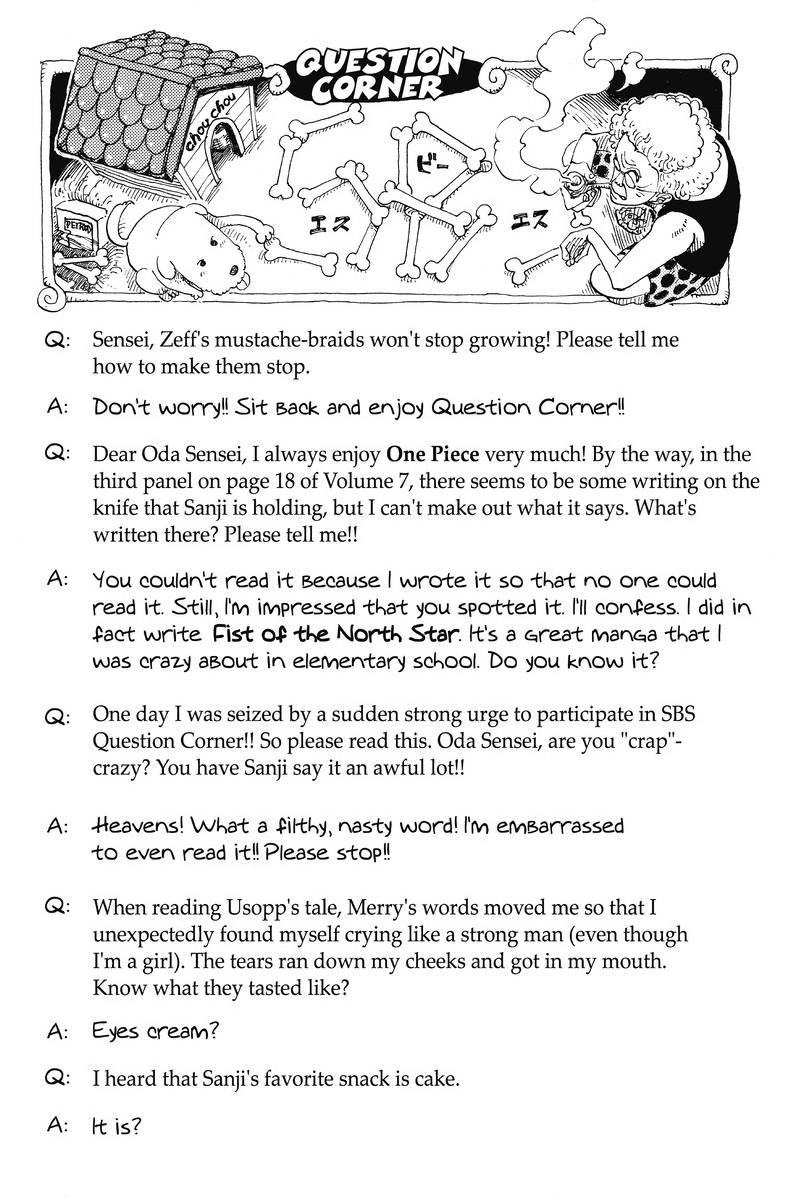 QUESTION
CORNER
chou chou
エス
ビー
エス
Q: Sensei, Zeff's mustache-braids won't stop growing! Please tell me
how to make them stop.
A: Don't worry!! Sit back and enjoy Question Corner!!
Q: Dear Oda Sensei, I always enjoy One Piece very much! By the way, in the
third panel on page 18 of Volume 7, there seems to be some writing on the
knife that Sanji is holding, but I can't make out what it says. What's
written there? Please tell me!!
A: You couldn't read it because I wrote it so that no one could
read it. Still, I'm impressed that you spotted it. I'll confess. I did in
fact write Fist of the North Star. It's a great manga that I
was crazy about in elementary school. Do you know it?
Q: One day I was seized by a sudden strong urge to participate in SBS
Question Corner!! So please read this. Oda Sensei, are you "crap"-
crazy? You have Sanji say it an awful lot!!
A: Heavens! What a filthy, nasty word! I'm embarrassed
to even read it!! Please stop!!
Q: When reading Usopp's tale, Merry's words moved me so that I
unexpectedly found myself crying like a strong man (even though
I'm a girl). The tears ran down my cheeks and got in my mouth.
Know what they tasted like?
A: Eyes cream?
Q: I heard that Sanji's favorite snack is cake.
A: It is?